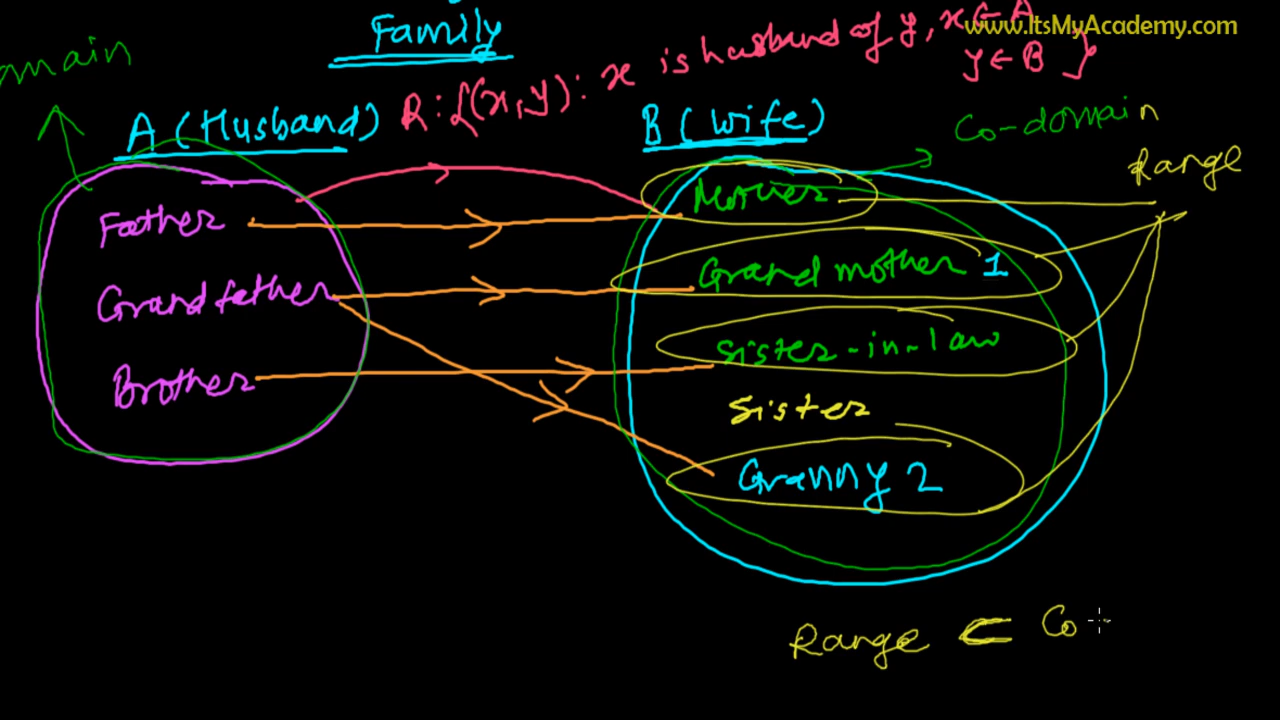 www.ItsMyAcademy.com
Family
R:{(x,y): x is husband of y, x∈A
y∈B }
main
A (Husband)
B (Wife)
Co-domain
Range
Father
Grandfather
Brother
Mother
Grand mother 1
Sister-in-law
Sister
Granny 2
Range ⊂ Co